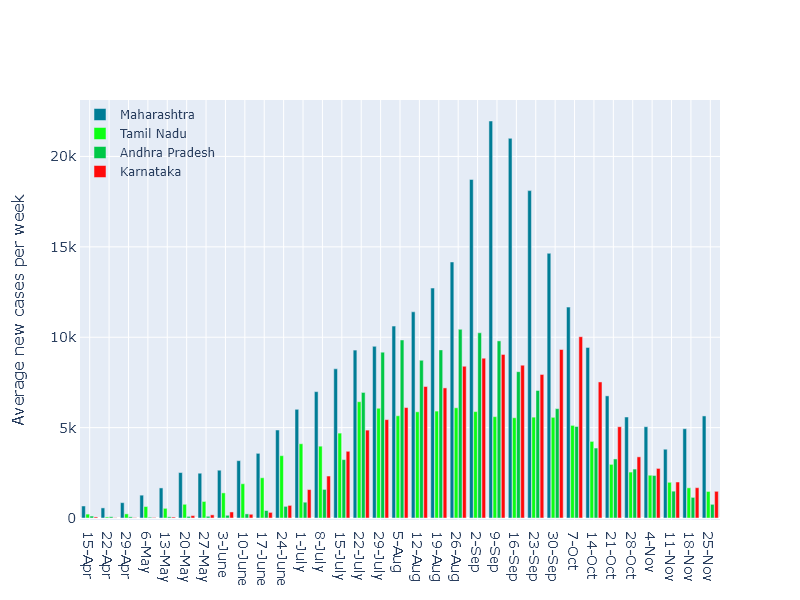 Maharashtra
Tamil Nadu
Andhra Pradesh
Karnataka
Average new cases per week
20k
15k
10k
5k
0
15-Apr
22-Apr
29-Apr
6-May
13-May
20-May
27-May
3-June
10-June
17-June
24-June
1-July
8-July
15-July
22-July
29-July
5-Aug
12-Aug
19-Aug
26-Aug
2-Sep
9-Sep
16-Sep
23-Sep
30-Sep
7-Oct
14-Oct
21-Oct
28-Oct
4-Nov
11-Nov
18-Nov
25-Nov